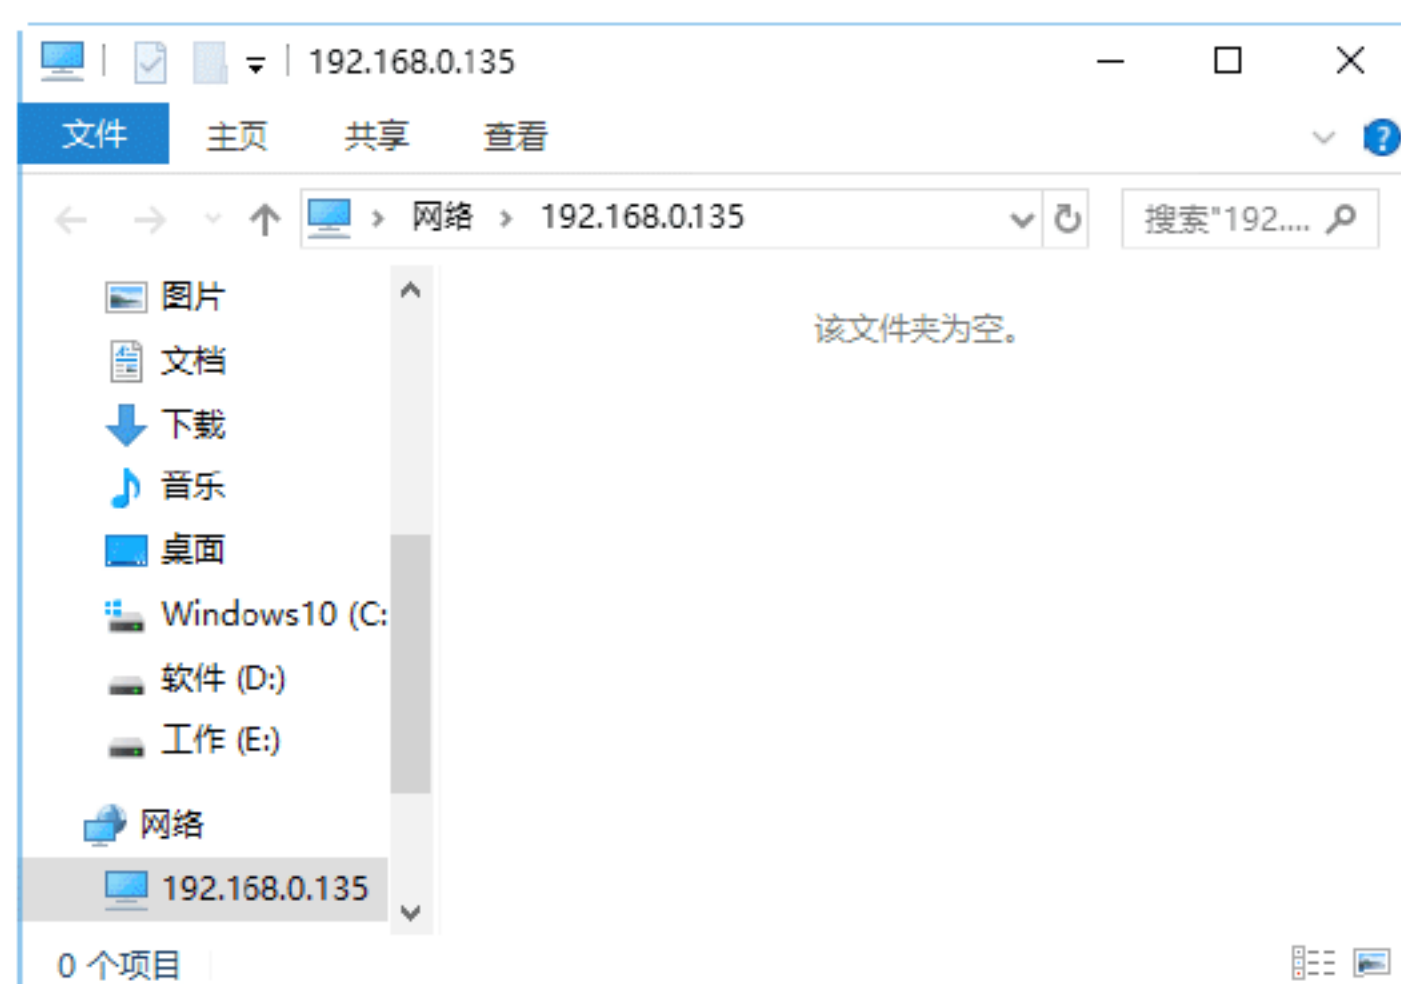 192.168.0.135
文件 主页 共享 查看
网络 192.168.0.135 搜索"192....
图片
该文件夹为空。
文档
下载
音乐
桌面
Windows10 (C:
软件 (D:)
工作 (E:)
网络
192.168.0.135
0 个项目